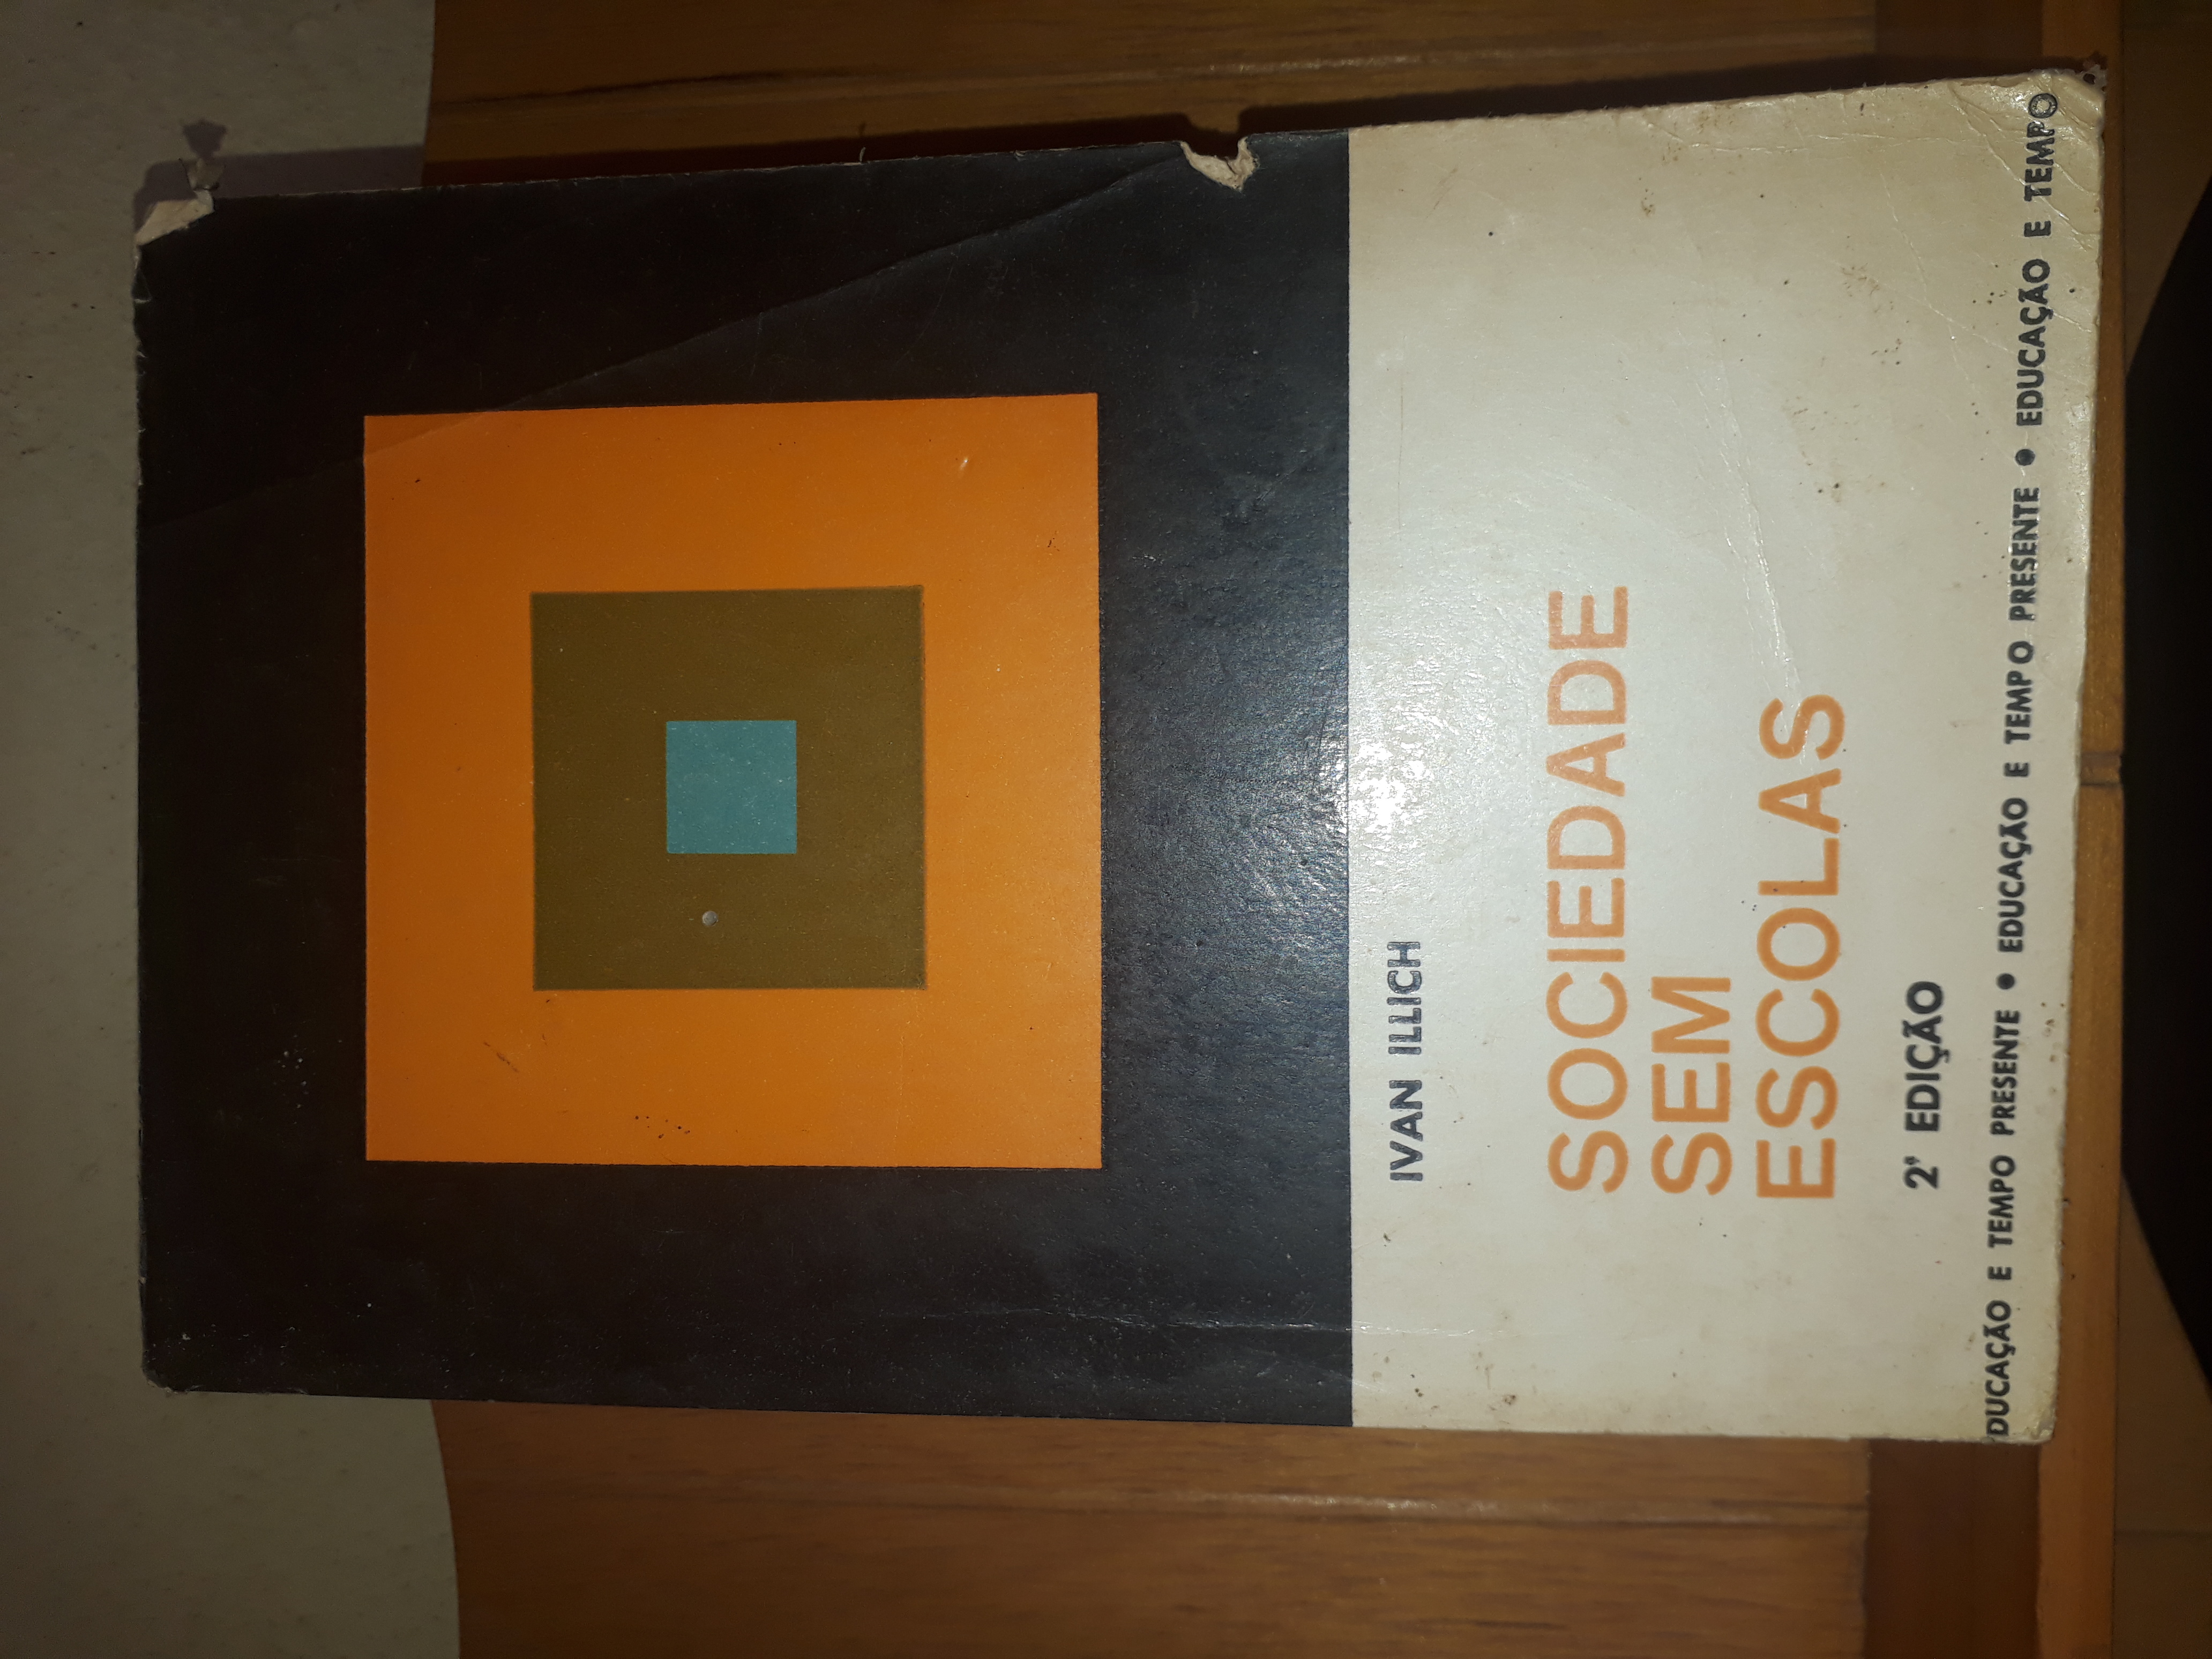 IVAN ILLICH
SOCIEDADE
SEM
ESCOLAS
2ª EDIÇÃO
DUCAÇÃO E TEMPO PRESENTE • EDUCAÇÃO E TEMPO PRESENTE • EDUCAÇÃO E TEMPO